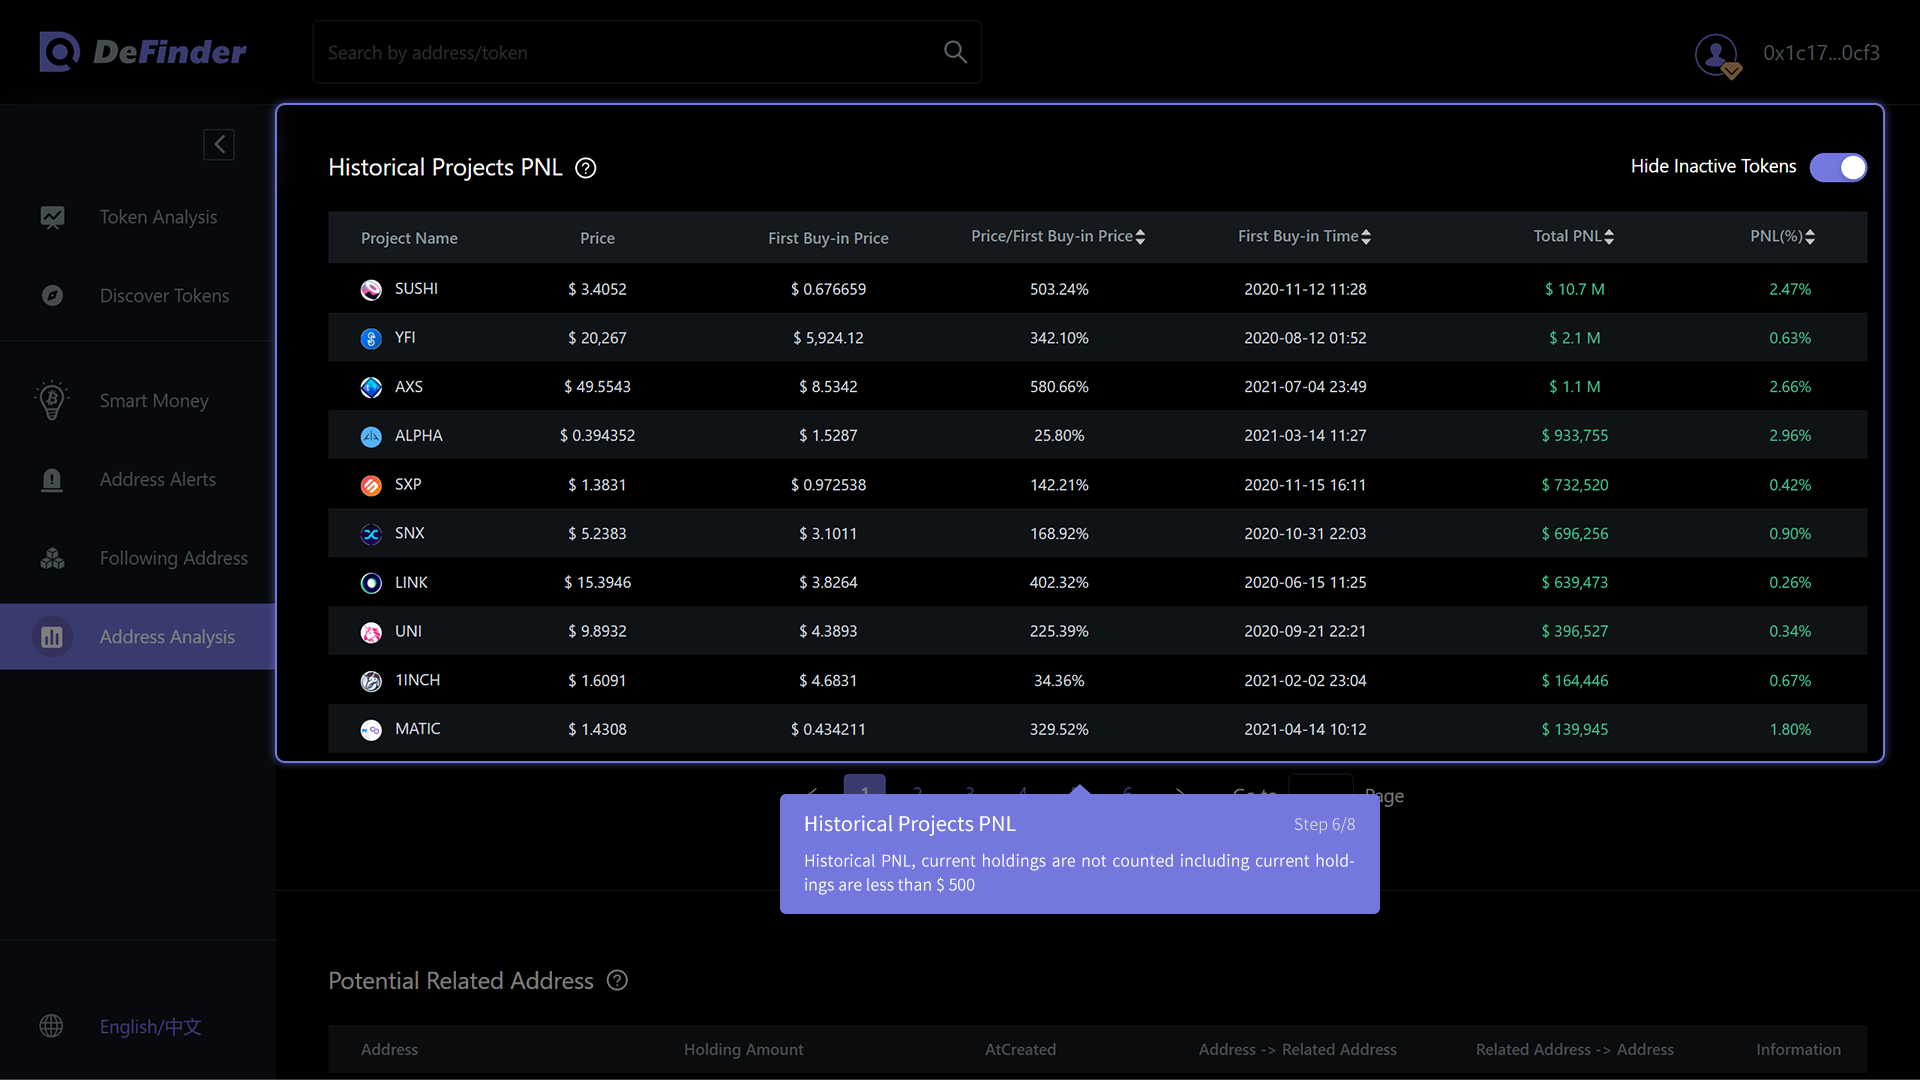 DeFinder
Search by address/token
0x1c17...0cf3
Token Analysis
Discover Tokens
Smart Money
Address Alerts
Following Address
Address Analysis
English/中文
Historical Projects PNL ?
Hide Inactive Tokens
Project Name Price First Buy-in Price Price/First Buy-in Price First Buy-in Time Total PNL PNL(%)
SUSHI $ 3.4052 $ 0.676659 503.24% 2020-11-12 11:28 $ 10.7 M 2.47%
YFI $ 20,267 $ 5,924.12 342.10% 2020-08-12 01:52 $ 2.1 M 0.63%
AXS $ 49.5543 $ 8.5342 580.66% 2021-07-04 23:49 $ 1.1 M 2.66%
ALPHA $ 0.394352 $ 1.5287 25.80% 2021-03-14 11:27 $ 933,755 2.96%
SXP $ 1.3831 $ 0.972538 142.21% 2020-11-15 16:11 $ 732,520 0.42%
SNX $ 5.2383 $ 3.1011 168.92% 2020-10-31 22:03 $ 696,256 0.90%
LINK $ 15.3946 $ 3.8264 402.32% 2020-06-15 11:25 $ 639,473 0.26%
UNI $ 9.8932 $ 4.3893 225.39% 2020-09-21 22:21 $ 396,527 0.34%
1INCH $ 1.6091 $ 4.6831 34.36% 2021-02-02 23:04 $ 164,446 0.67%
MATIC $ 1.4308 $ 0.434211 329.52% 2021-04-14 10:12 $ 139,945 1.80%
1 2 3 4 5 6 Go to Page
Historical Projects PNL Step 6/8
Historical PNL, current holdings are not counted including current hold-
ings are less than $ 500
Potential Related Address ?
Address Holding Amount AtCreated Address -> Related Address Related Address -> Address Information